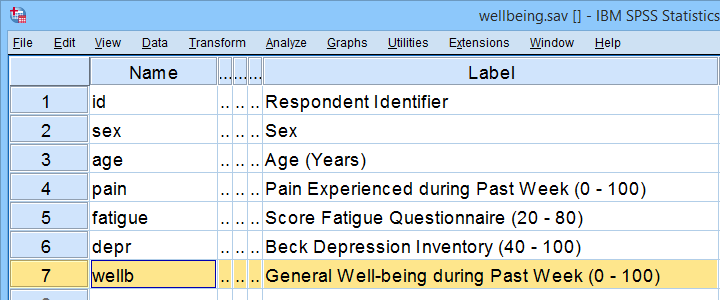 wellbeing.sav [] - IBM SPSS Statistics
File Edit View Data Transform Analyze Graphs Utilities Extensions Window Help
Name ... ... ... Label
1 id .. .. .. Respondent Identifier
2 sex .. .. .. Sex
3 age .. .. .. Age (Years)
4 pain .. .. .. Pain Experienced during Past Week (0 - 100)
5 fatigue .. .. .. Score Fatigue Questionnaire (20 - 80)
6 depr .. .. .. Beck Depression Inventory (40 - 100)
7 wellb .. .. .. General Well-being during Past Week (0 - 100)